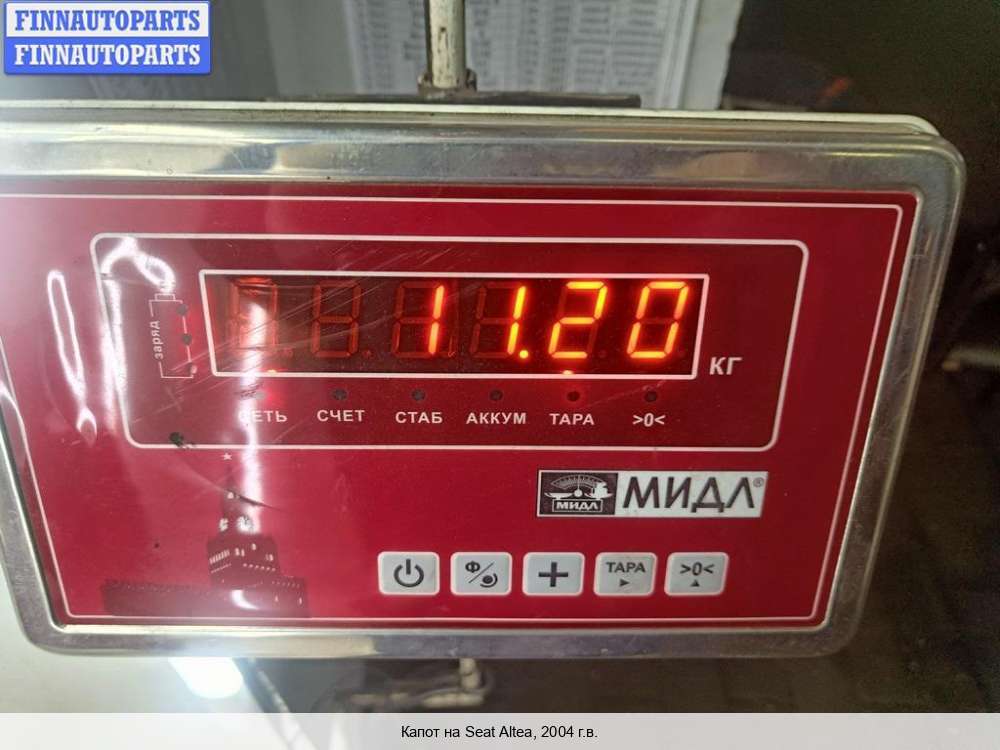 FINNAUTOPARTS
FINNAUTOPARTS
заряд
11.20
кг
СЕТЬ СЧЕТ СТАБ АККУМ ТАРА >0<
МИДЛ МИДЛ®
Ф ТАРА >0<
Капот на Seat Altea, 2004 г.в.